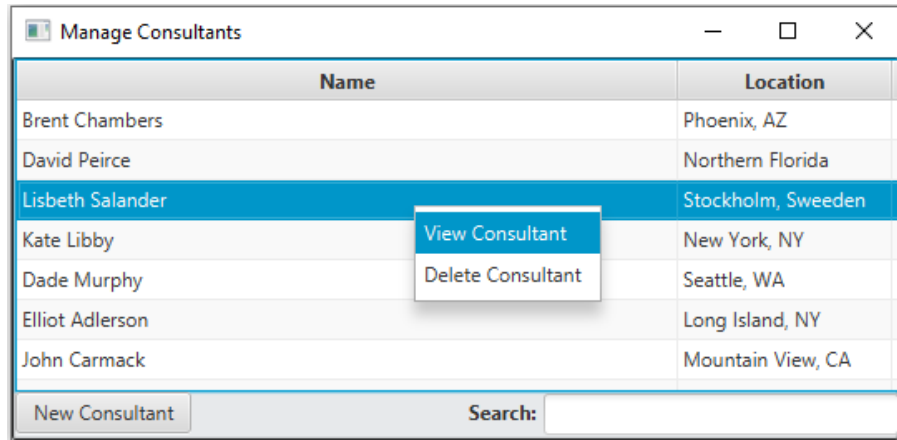 Manage Consultants
Name Location
Brent Chambers Phoenix, AZ
David Peirce Northern Florida
Lisbeth Salander Stockholm, Sweeden
View Consultant
Kate Libby New York, NY
Delete Consultant
Dade Murphy Seattle, WA
Elliot Adlerson Long Island, NY
John Carmack Mountain View, CA
New Consultant Search: